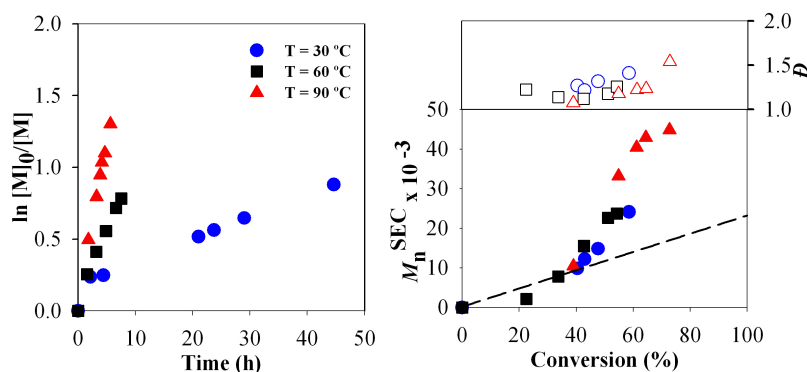 2.0
1.5
1.0
0.5
0.0
ln [M]0/[M]
T = 30 ºC
T = 60 ºC
T = 90 ºC
0 10 20 30 40 50
Time (h)
2.0
1.5
1.0
Đ
50
40
30
20
10
0
MnSEC x 10 -3
0 20 40 60 80 100
Conversion (%)